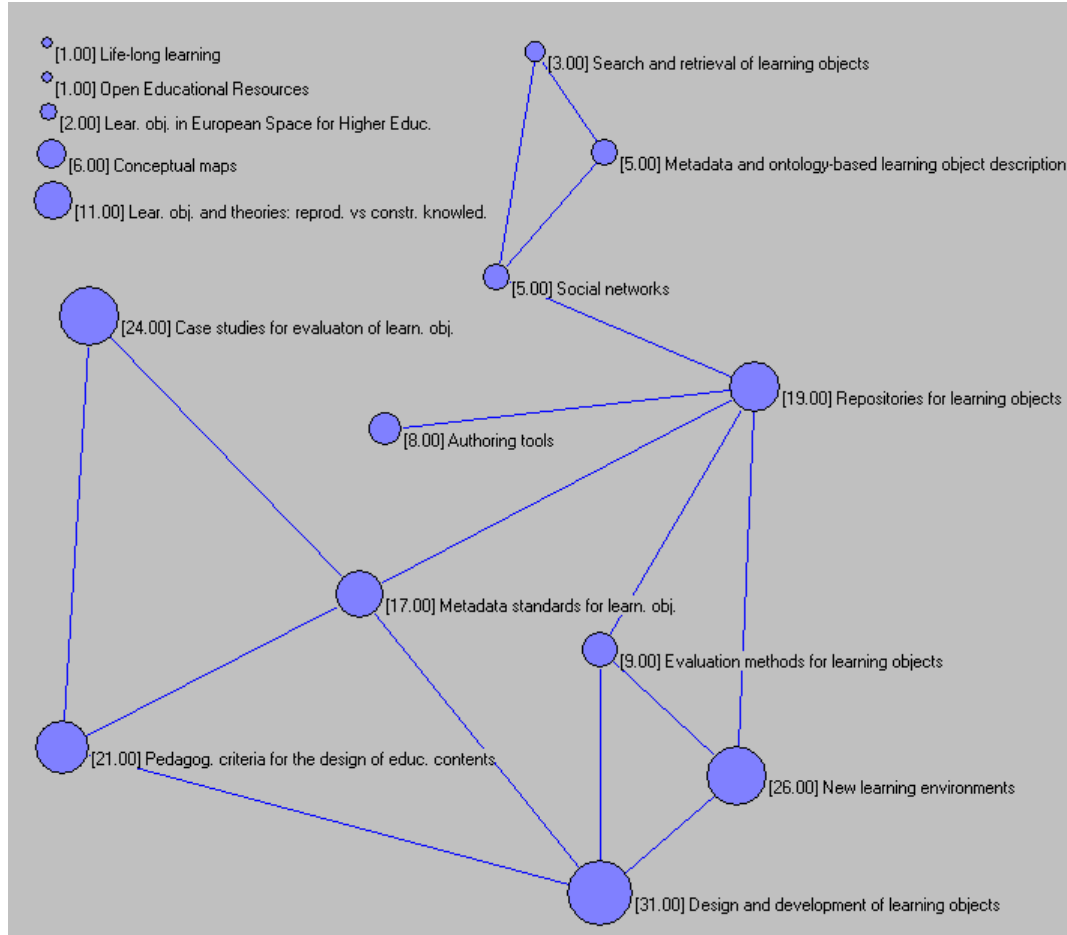 [1.00] Life-long learning
[1.00] Open Educational Resources
[2.00] Lear. obj. in European Space for Higher Educ.
[6.00] Conceptual maps
[11.00] Lear. obj. and theories: reprod. vs constr. knowled.
[3.00] Search and retrieval of learning objects
[5.00] Metadata and ontology-based learning object description
[5.00] Social networks
[24.00] Case studies for evaluaton of learn. obj.
[19.00] Repositories for learning objects
[8.00] Authoring tools
[17.00] Metadata standards for learn. obj.
[9.00] Evaluation methods for learning objects
[21.00] Pedagog. criteria for the design of educ. contents
[26.00] New learning environments
[31.00] Design and development of learning objects